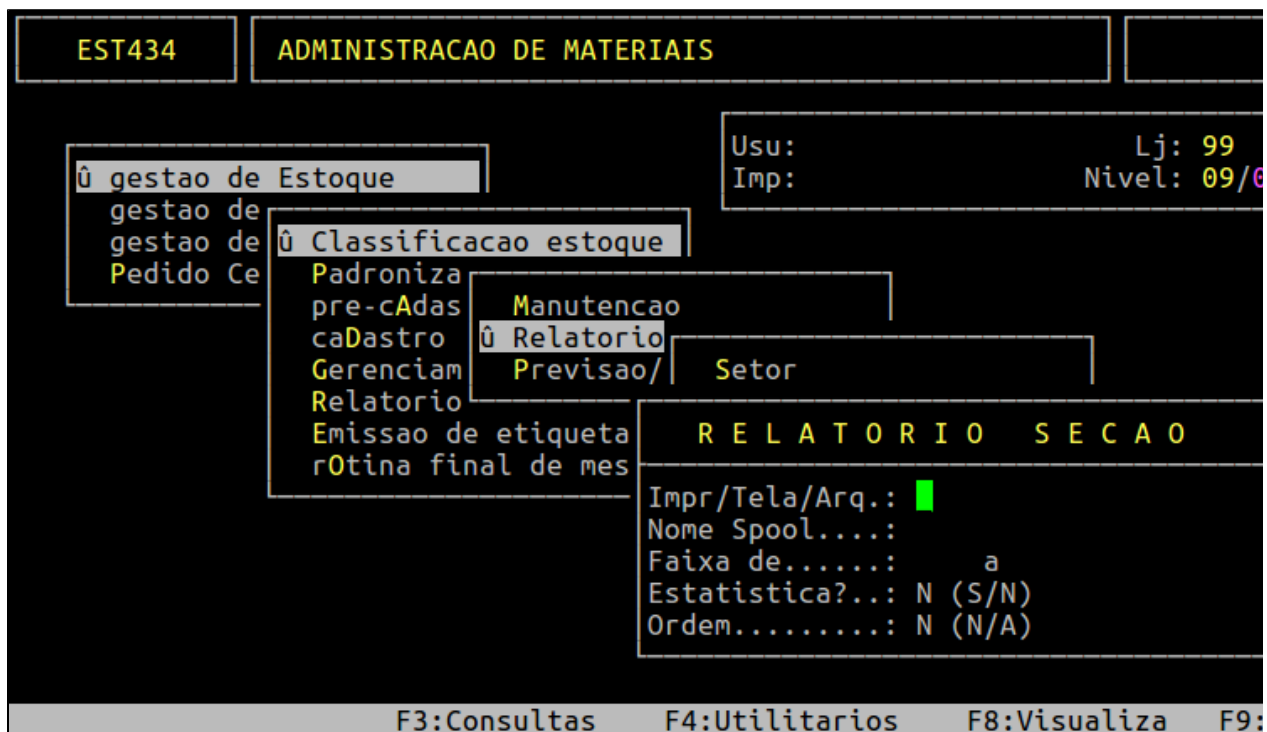 EST434 ADMINISTRACAO DE MATERIAIS
Usu: Lj: 99
û gestao de Estoque Imp: Nivel: 09/0
gestao de
gestao de û Classificacao estoque
Pedido Ce Padroniza
pre-cAdas Manutencao
caDastro û Relatorio
Gerenciam Previsao/ Setor
Relatorio
Emissao de etiqueta R E L A T O R I O S E C A O
rOtina final de mes
Impr/Tela/Arq.:
Nome Spool....:
Faixa de......: a
Estatistica?..: N (S/N)
Ordem.........: N (N/A)
F3:Consultas F4:Utilitarios F8:Visualiza F9: